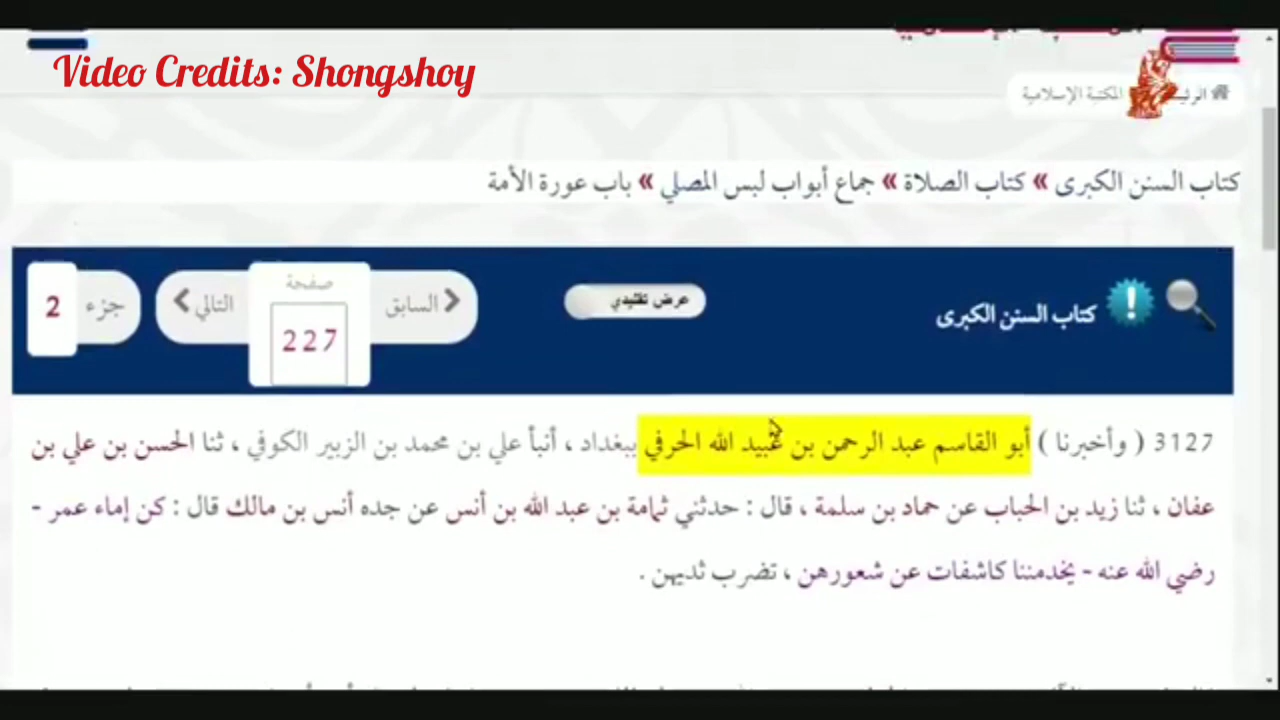 Video Credits: Shongshoy
المكتبة الإسلامية
كتاب السنن الكبرى » كتاب الصلاة » جماع أبواب لبس المصلي » باب عورة الأمة
كتاب السنن الكبرى
عرض تقليدي
السابق
صفحة
227
التالي
جزء
2
3127 ( وأخبرنا ) أبو القاسم عبد الرحمن بن عبيد الله الحرفي ببغداد ، أنبأ علي بن محمد بن الزبير الكوفي ، ثنا الحسن بن علي بن
عفان ، ثنا زيد بن الحباب عن حماد بن سلمة ، قال : حدثني ثمامة بن عبد الله بن أنس عن جده أنس بن مالك قال : كن إماء عمر -
رضي الله عنه - يخدمننا كاشفات عن شعورهن ، تضرب ثديهن .